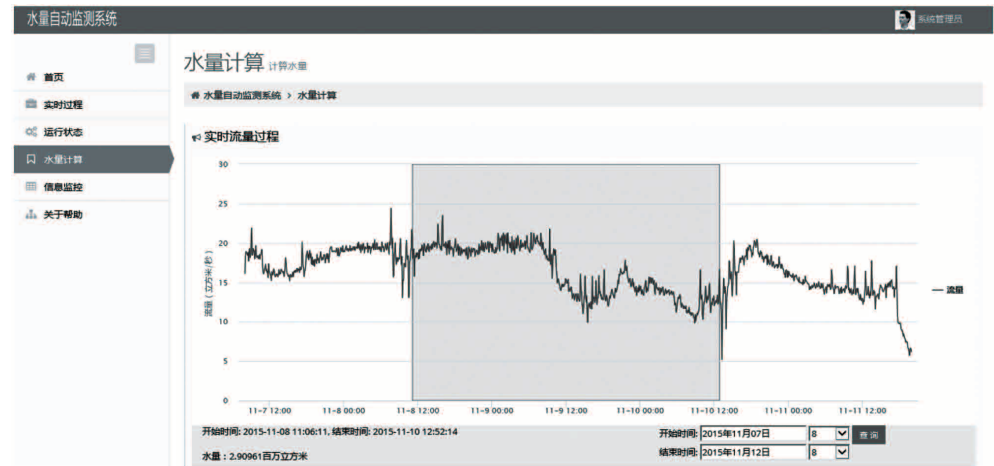 水量自动监测系统
系统管理员
首页
实时过程
运行状态
水量计算
信息监控
关于帮助
水量计算 计算水量
水量自动监测系统 > 水量计算
实时流量过程
30
25
20
15
10
5
0
流量（立方米/秒）
11-7 12:00 11-8 00:00 11-8 12:00 11-9 00:00 11-9 12:00 11-10 00:00 11-10 12:00 11-11 00:00 11-11 12:00
流量
开始时间: 2015-11-08 11:06:11, 结束时间: 2015-11-10 12:52:14
水量：2.90961百万立方米
开始时间: 2015年11月07日 8 查询
结束时间: 2015年11月12日 8